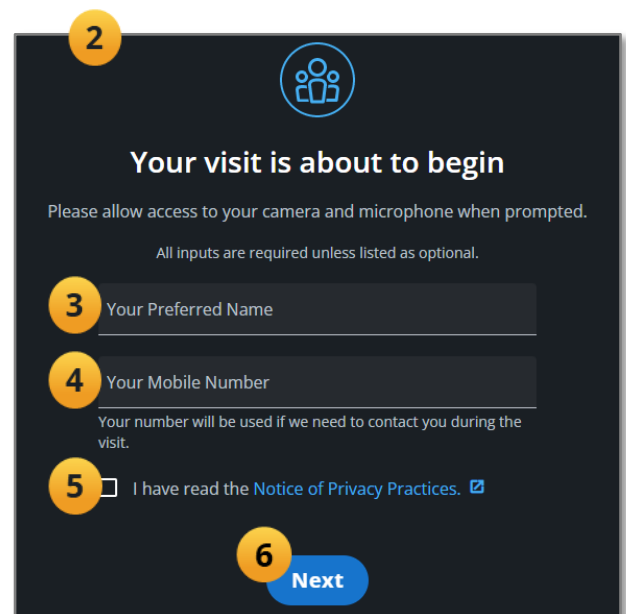 2
Your visit is about to begin
Please allow access to your camera and microphone when prompted.
All inputs are required unless listed as optional.
3 Your Preferred Name
4 Your Mobile Number
Your number will be used if we need to contact you during the
visit.
5 I have read the Notice of Privacy Practices.
6
Next